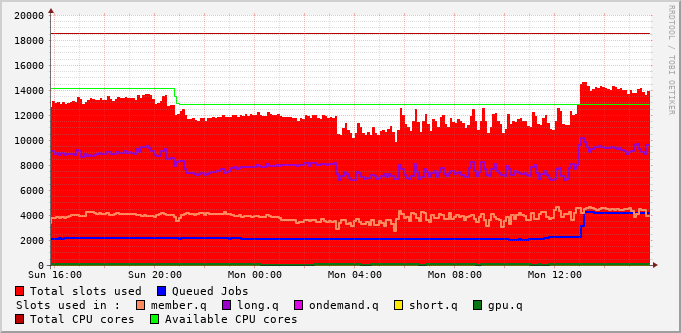 20000
18000
16000
14000
12000
10000
8000
6000
4000
2000
0
Sun 16:00 Sun 20:00 Mon 00:00 Mon 04:00 Mon 08:00 Mon 12:00
Total slots used Queued Jobs
Slots used in : member.q long.q ondemand.q short.q gpu.q
Total CPU cores Available CPU cores
RRDTOOL / TOBI OETIKER